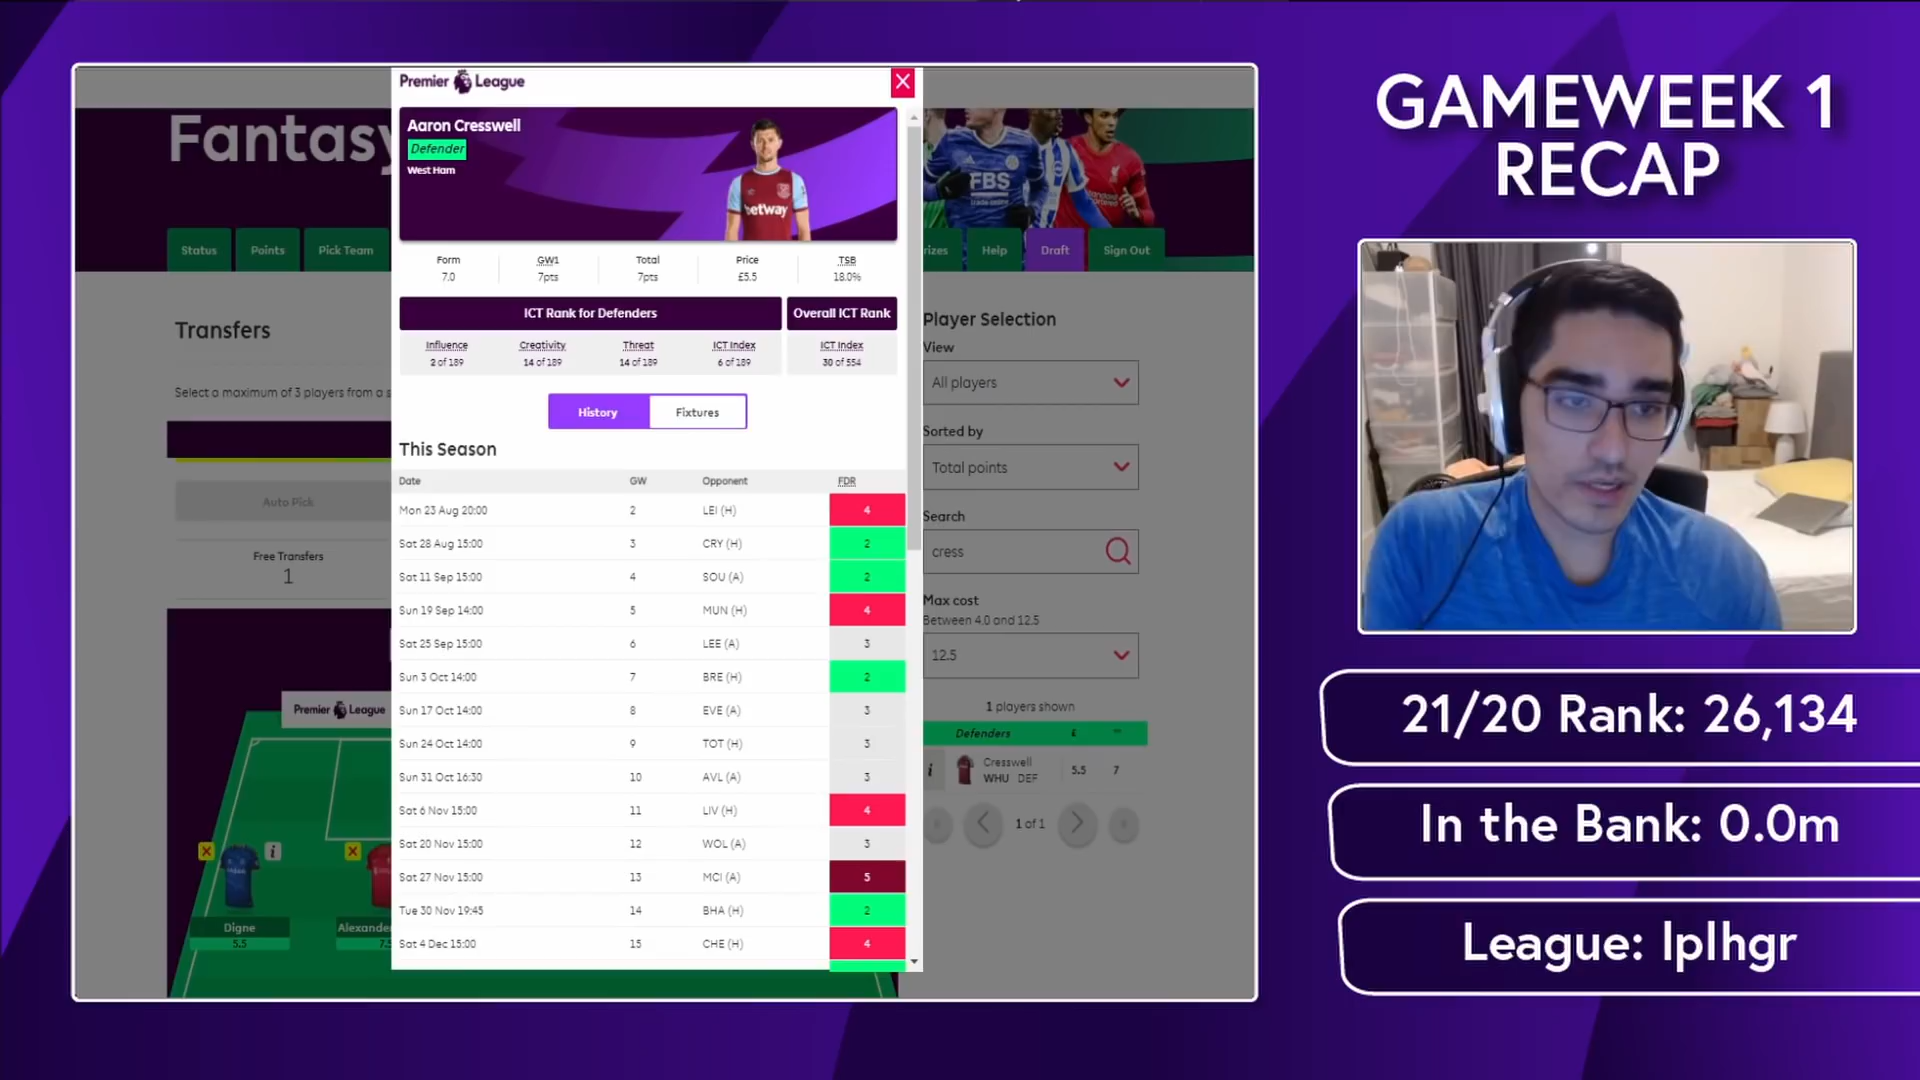 GAMEWEEK 1
RECAP
Premier League
Aaron Cresswell
Defender
West Ham
betway
Fantasy
FBS
Status
Points
Pick Team
Help
Draft
Sign Out
Form
GW1
Total
Price
TSB
7.0
7pts
7pts
£5.5
18.0%
ICT Rank for Defenders
Overall ICT Rank
Influence
Creativity
Threat
ICT Index
ICT Index
2 of 189
14 of 189
14 of 189
6 of 189
30 of 554
History
Fixtures
This Season
Date GW Opponent FDR
Mon 23 Aug 20:00 2 LEI (H) 4
Sat 28 Aug 15:00 3 CRY (H) 2
Sat 11 Sep 15:00 4 SOU (A) 2
Sun 19 Sep 14:00 5 MUN (H) 4
Sat 25 Sep 15:00 6 LEE (A) 3
Sun 3 Oct 14:00 7 BRE (H) 2
Sun 17 Oct 14:00 8 EVE (A) 3
Sun 24 Oct 14:00 9 TOT (H) 3
Sun 31 Oct 16:30 10 AVL (A) 3
Sat 6 Nov 15:00 11 LIV (H) 4
Sat 20 Nov 15:00 12 WOL (A) 3
Sat 27 Nov 15:00 13 MCI (A) 5
Tue 30 Nov 19:45 14 BHA (H) 2
Sat 4 Dec 15:00 15 CHE (H) 4
Transfers
Select a maximum of 3 players from a s
Auto Pick
Free Transfers
1
Premier League
Digne
5.5
Player Selection
View
All players
Sorted by
Total points
Search
cress
Max cost
Between 4.0 and 12.5
12.5
1 players shown
Defenders £
i Cresswell 5.5 7
WHU DEF
1 of 1
21/20 Rank: 26,134
In the Bank: 0.0m
League: lplhgr